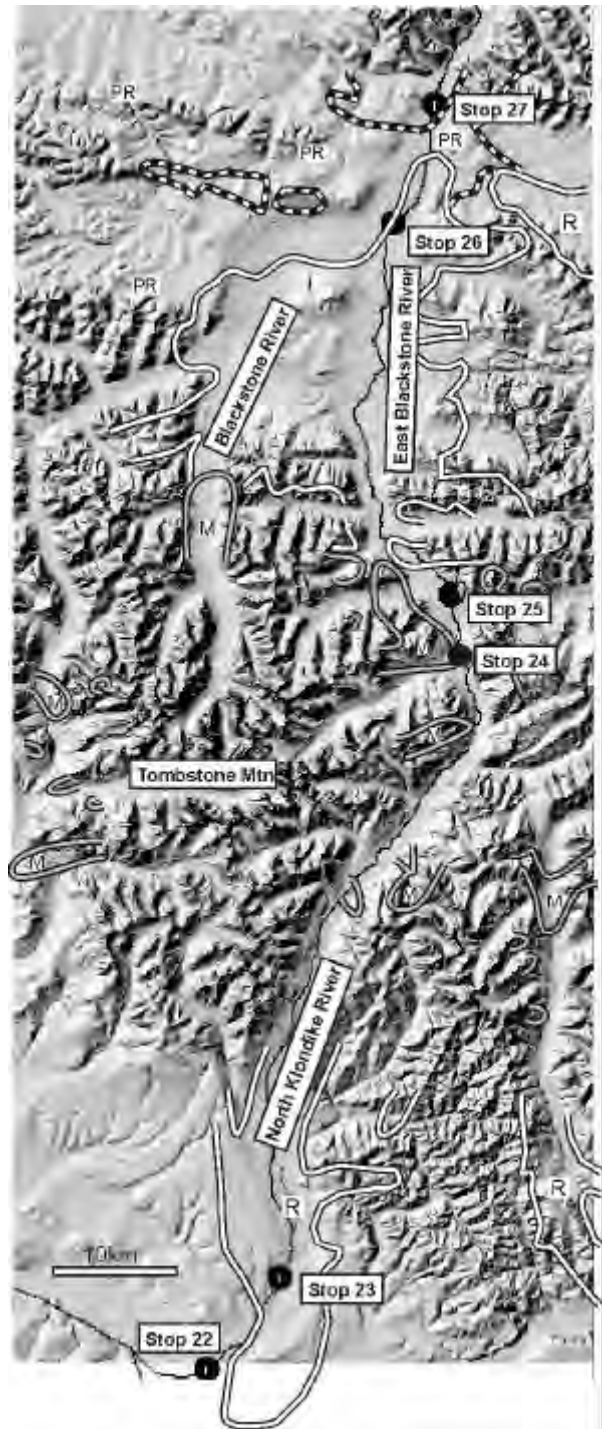 PR
Stop 27
PR
PR
R
Stop 26
PR
Blackstone River
East Blackstone River
M
Stop 25
Stop 24
M
M
Tombstone Mtn
M
M
M
North Klondike River
R
R
10km
Stop 23
Stop 22